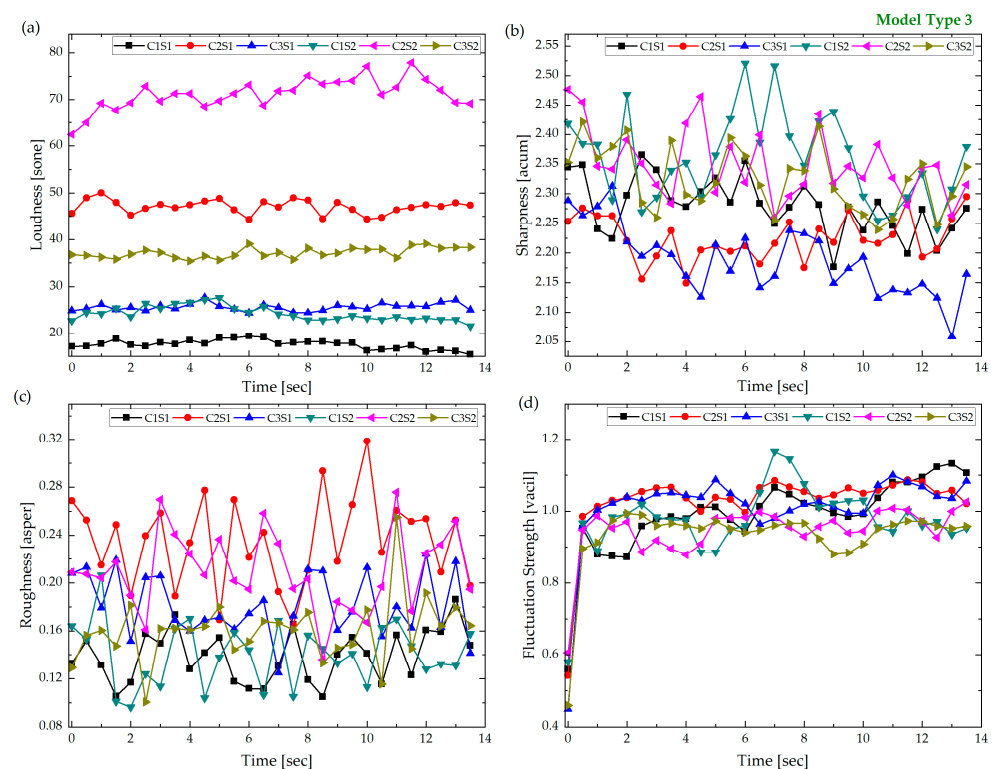 Model Type 3
(a)
C1S1 C2S1 C3S1 C1S2 C2S2 C3S2
80
70
60
50
40
30
20
Loudness [sone]
0 2 4 6 8 10 12 14
Time [sec]
(b)
C1S1 C2S1 C3S1 C1S2 C2S2 C3S2
2.55
2.50
2.45
2.40
2.35
2.30
2.25
2.20
2.15
2.10
2.05
Sharpness [acum]
0 2 4 6 8 10 12 14
Time [sec]
(c)
C1S1 C2S1 C3S1 C1S2 C2S2 C3S2
0.32
0.28
0.24
0.20
0.16
0.12
0.08
Roughness [asper]
0 2 4 6 8 10 12 14
Time [sec]
(d)
C1S1 C2S1 C3S1 C1S2 C2S2 C3S2
1.2
1.0
0.8
0.6
0.4
Fluctuation Strength [vacil]
0 2 4 6 8 10 12 14
Time [sec]